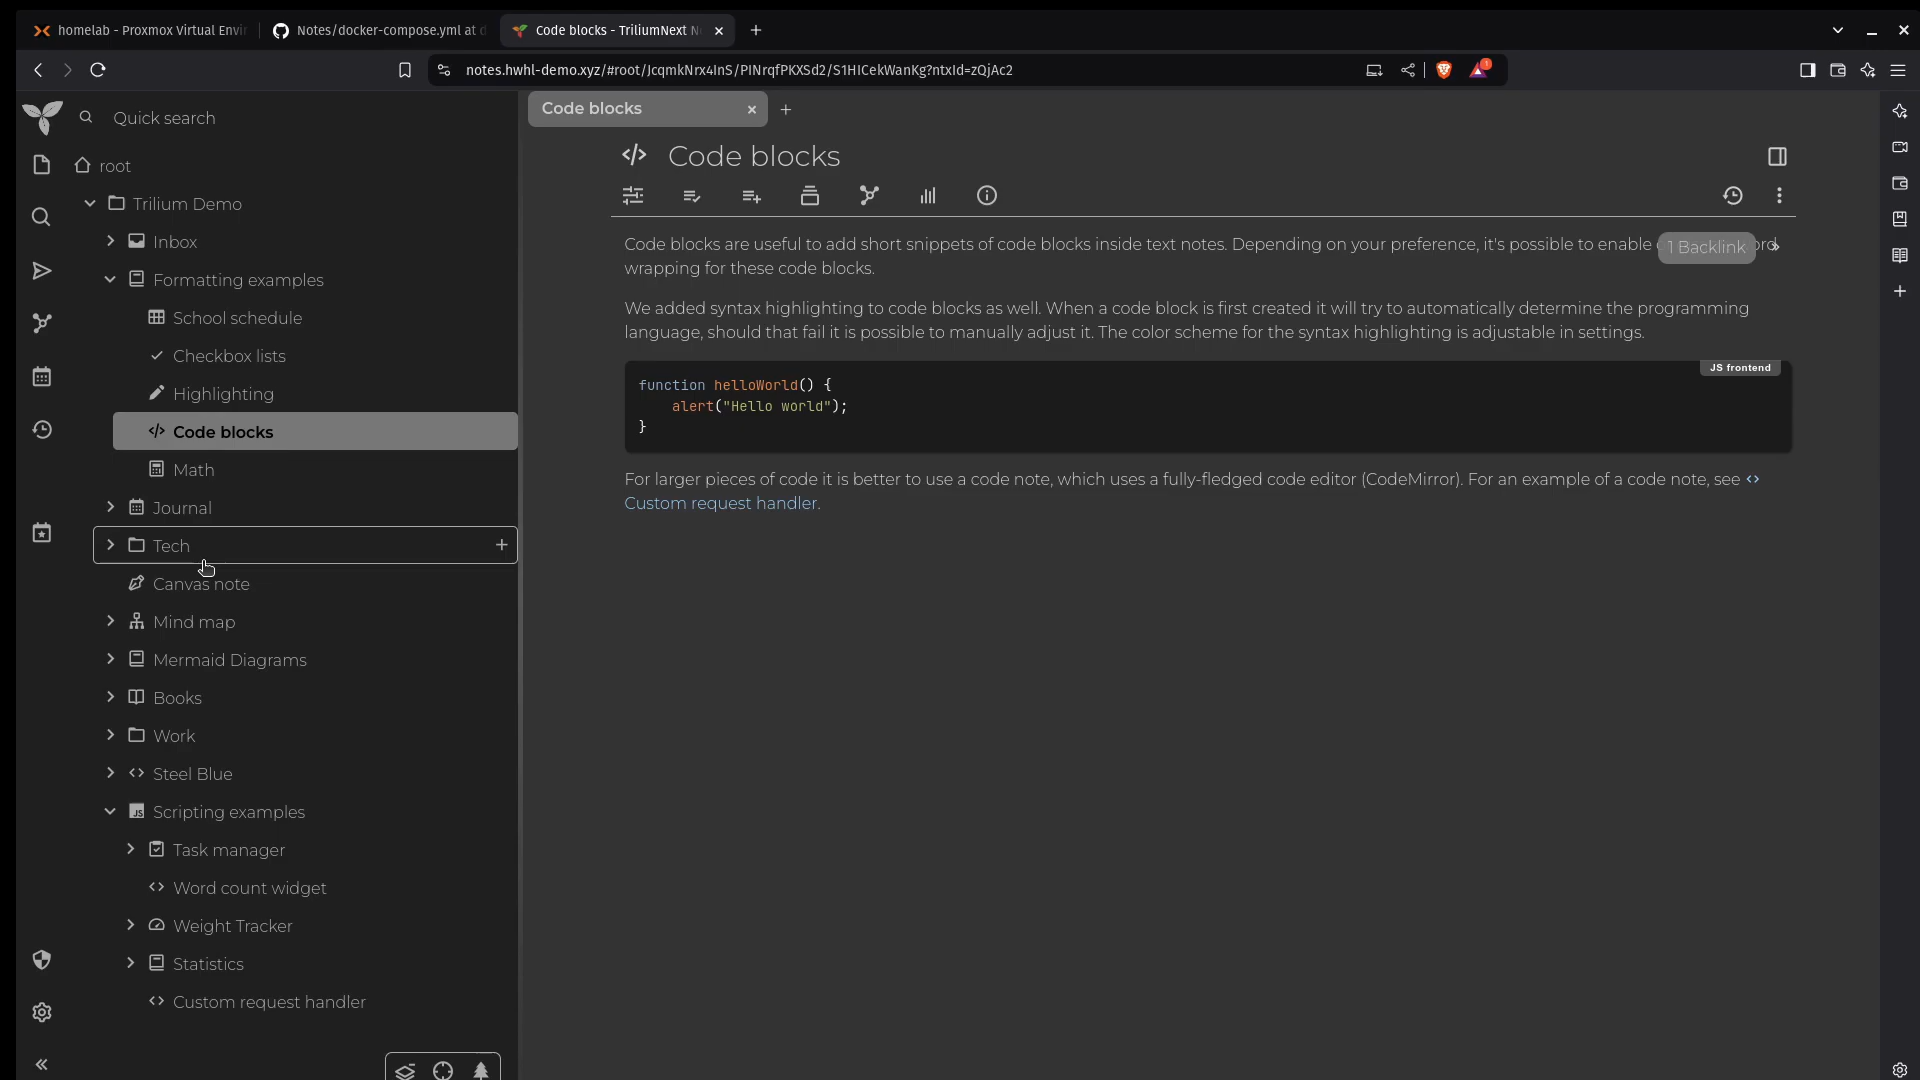 homelab - Proxmox Virtual Envi
Notes/docker-compose.yml at d
Code blocks - TriliumNext N
notes.hwhl-demo.xyz/#root/JcqmkNrx4InS/PINrqfPKXSd2/S1HICekWanKg?ntxId=zQjAc2
1
Quick search
root
Trilium Demo
Inbox
Formatting examples
School schedule
Checkbox lists
Highlighting
Code blocks
Math
Journal
Tech
Canvas note
Mind map
Mermaid Diagrams
Books
Work
Steel Blue
JS
Scripting examples
Task manager
Word count widget
Weight Tracker
Statistics
Custom request handler
Code blocks
Code blocks
1 Backlink
Code blocks are useful to add short snippets of code blocks inside text notes. Depending on your preference, it's possible to enable
wrapping for these code blocks.
We added syntax highlighting to code blocks as well. When a code block is first created it will try to automatically determine the programming
language, should that fail it is possible to manually adjust it. The color scheme for the syntax highlighting is adjustable in settings.
JS frontend
function helloWorld() {
    alert("Hello world");
}
For larger pieces of code it is better to use a code note, which uses a fully-fledged code editor (CodeMirror). For an example of a code note, see
Custom request handler.